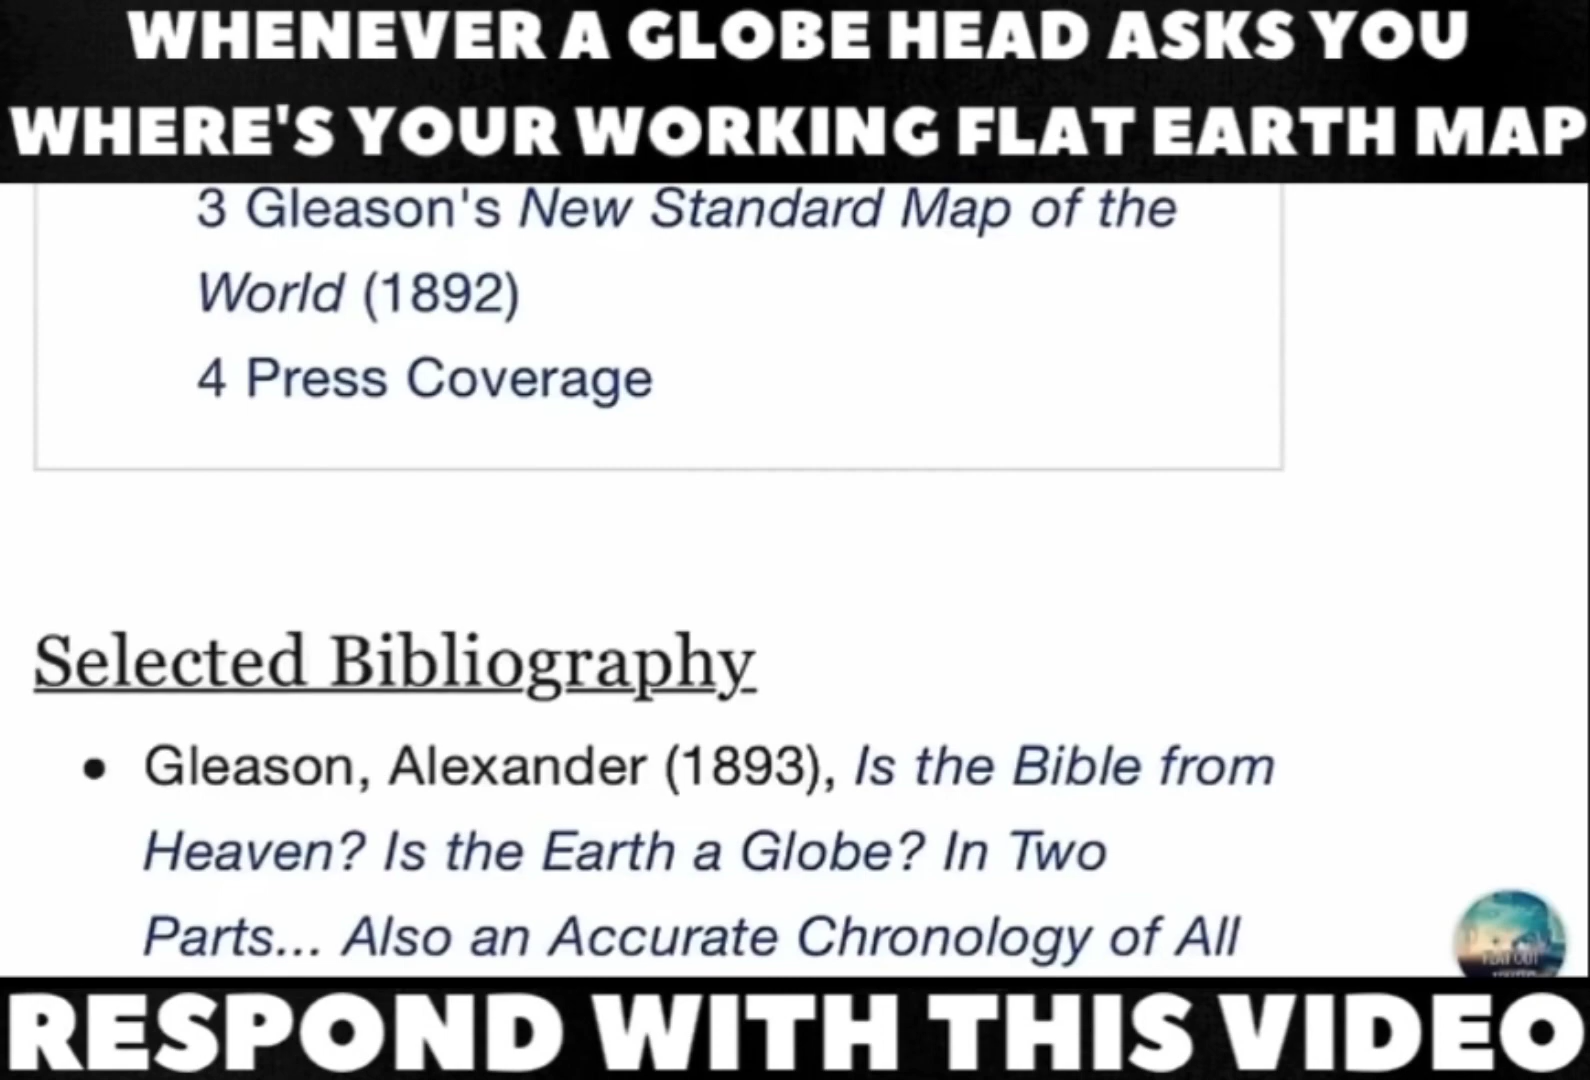 WHENEVER A GLOBE HEAD ASKS YOU
WHERE'S YOUR WORKING FLAT EARTH MAP
3 Gleason's New Standard Map of the
World (1892)
4 Press Coverage
Selected Bibliography
• Gleason, Alexander (1893), Is the Bible from
Heaven? Is the Earth a Globe? In Two
Parts... Also an Accurate Chronology of All
RESPOND WITH THIS VIDEO